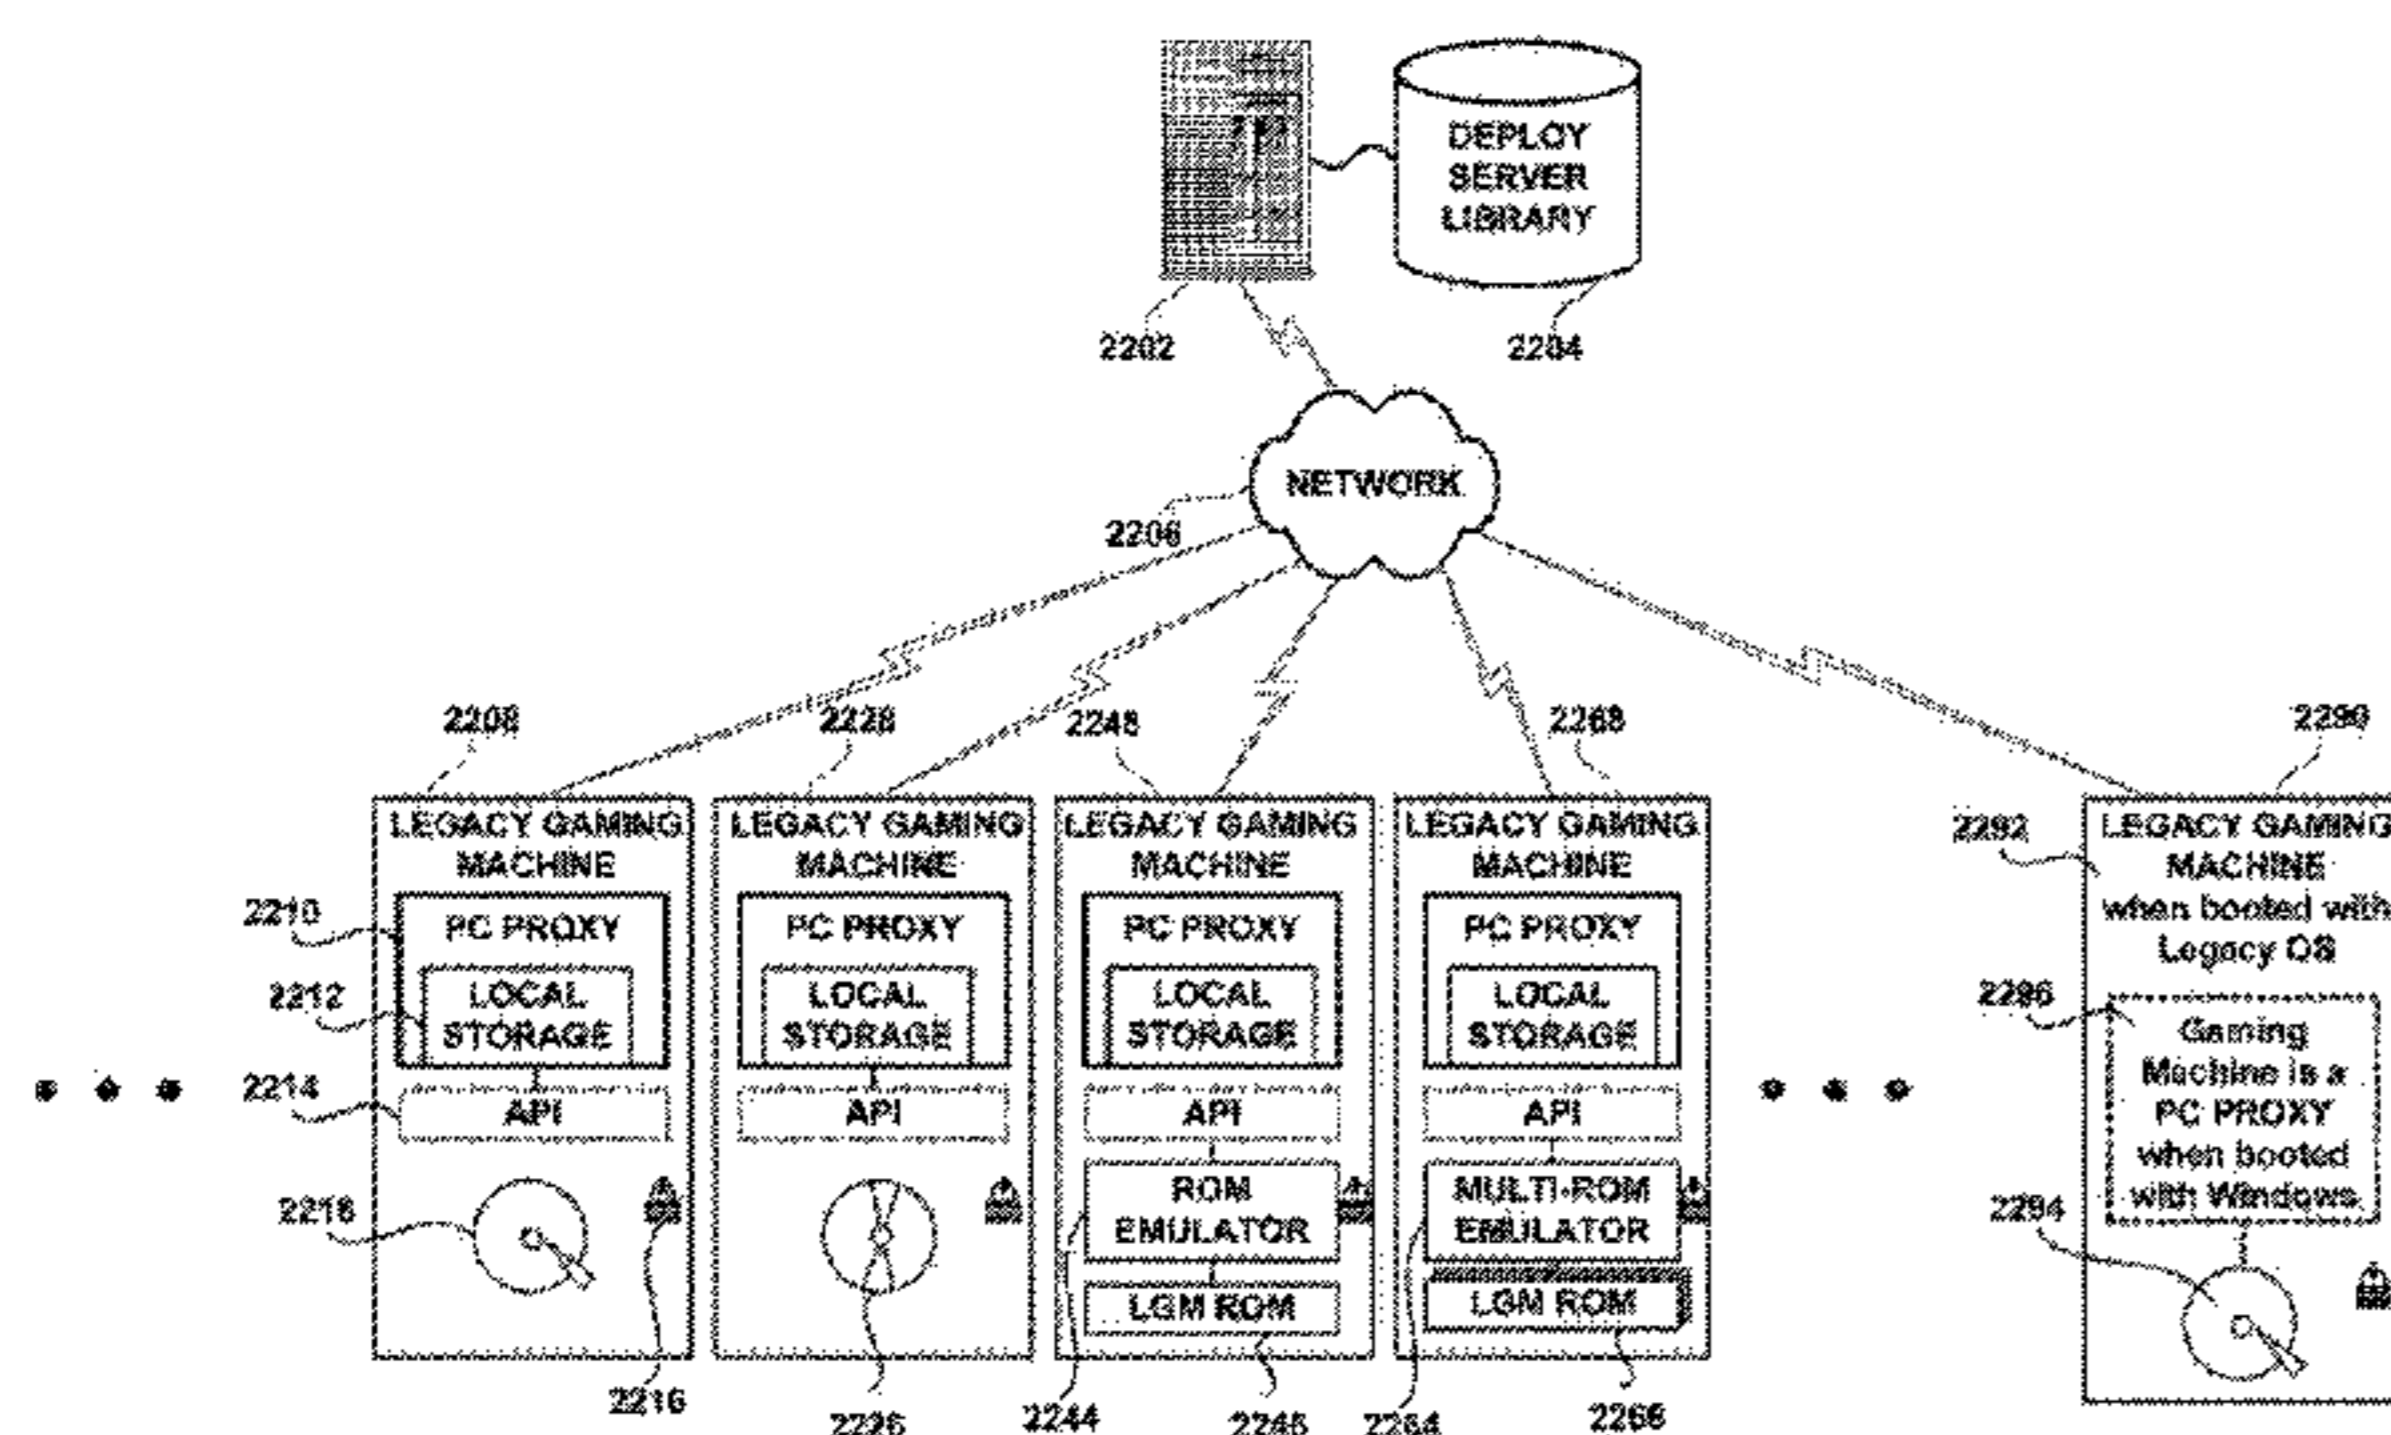 DEPLOY
SERVER
LIBRARY
2202
2204
NETWORK
2206
2208
2228
2248
2268
2290
LEGACY GAMING
MACHINE
PC PROXY
LOCAL
STORAGE
API
2210
2212
2214
2218
2216
LEGACY GAMING
MACHINE
PC PROXY
LOCAL
STORAGE
API
2226
LEGACY GAMING
MACHINE
PC PROXY
LOCAL
STORAGE
API
ROM
EMULATOR
LGM ROM
2244
2246
LEGACY GAMING
MACHINE
PC PROXY
LOCAL
STORAGE
API
MULTI-ROM
EMULATOR
LGM ROM
2264
2266
2292
LEGACY GAMING
MACHINE
when booted with
Legacy OS
2296
Gaming
Machine is a
PC PROXY
when booted
with Windows
2294